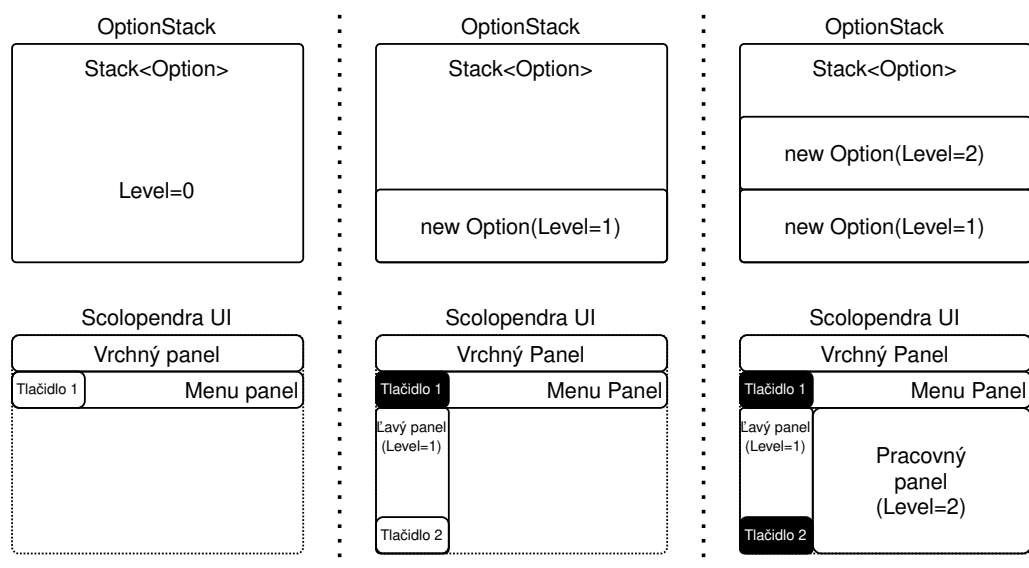 OptionStack
Stack<Option>
Level=0
Scolopendra UI
Vrchný panel
Tlačidlo 1
Menu panel
OptionStack
Stack<Option>
new Option(Level=1)
Scolopendra UI
Vrchný Panel
Tlačidlo 1
Menu Panel
Ľavý panel
(Level=1)
Tlačidlo 2
OptionStack
Stack<Option>
new Option(Level=2)
new Option(Level=1)
Scolopendra UI
Vrchný Panel
Tlačidlo 1
Menu Panel
Ľavý panel
(Level=1)
Pracovný
panel
(Level=2)
Tlačidlo 2